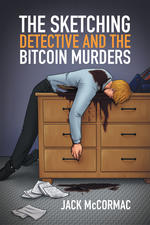 THE SKETCHING
DETECTIVE AND THE
BITCOIN MURDERS
JACK McCORMAC